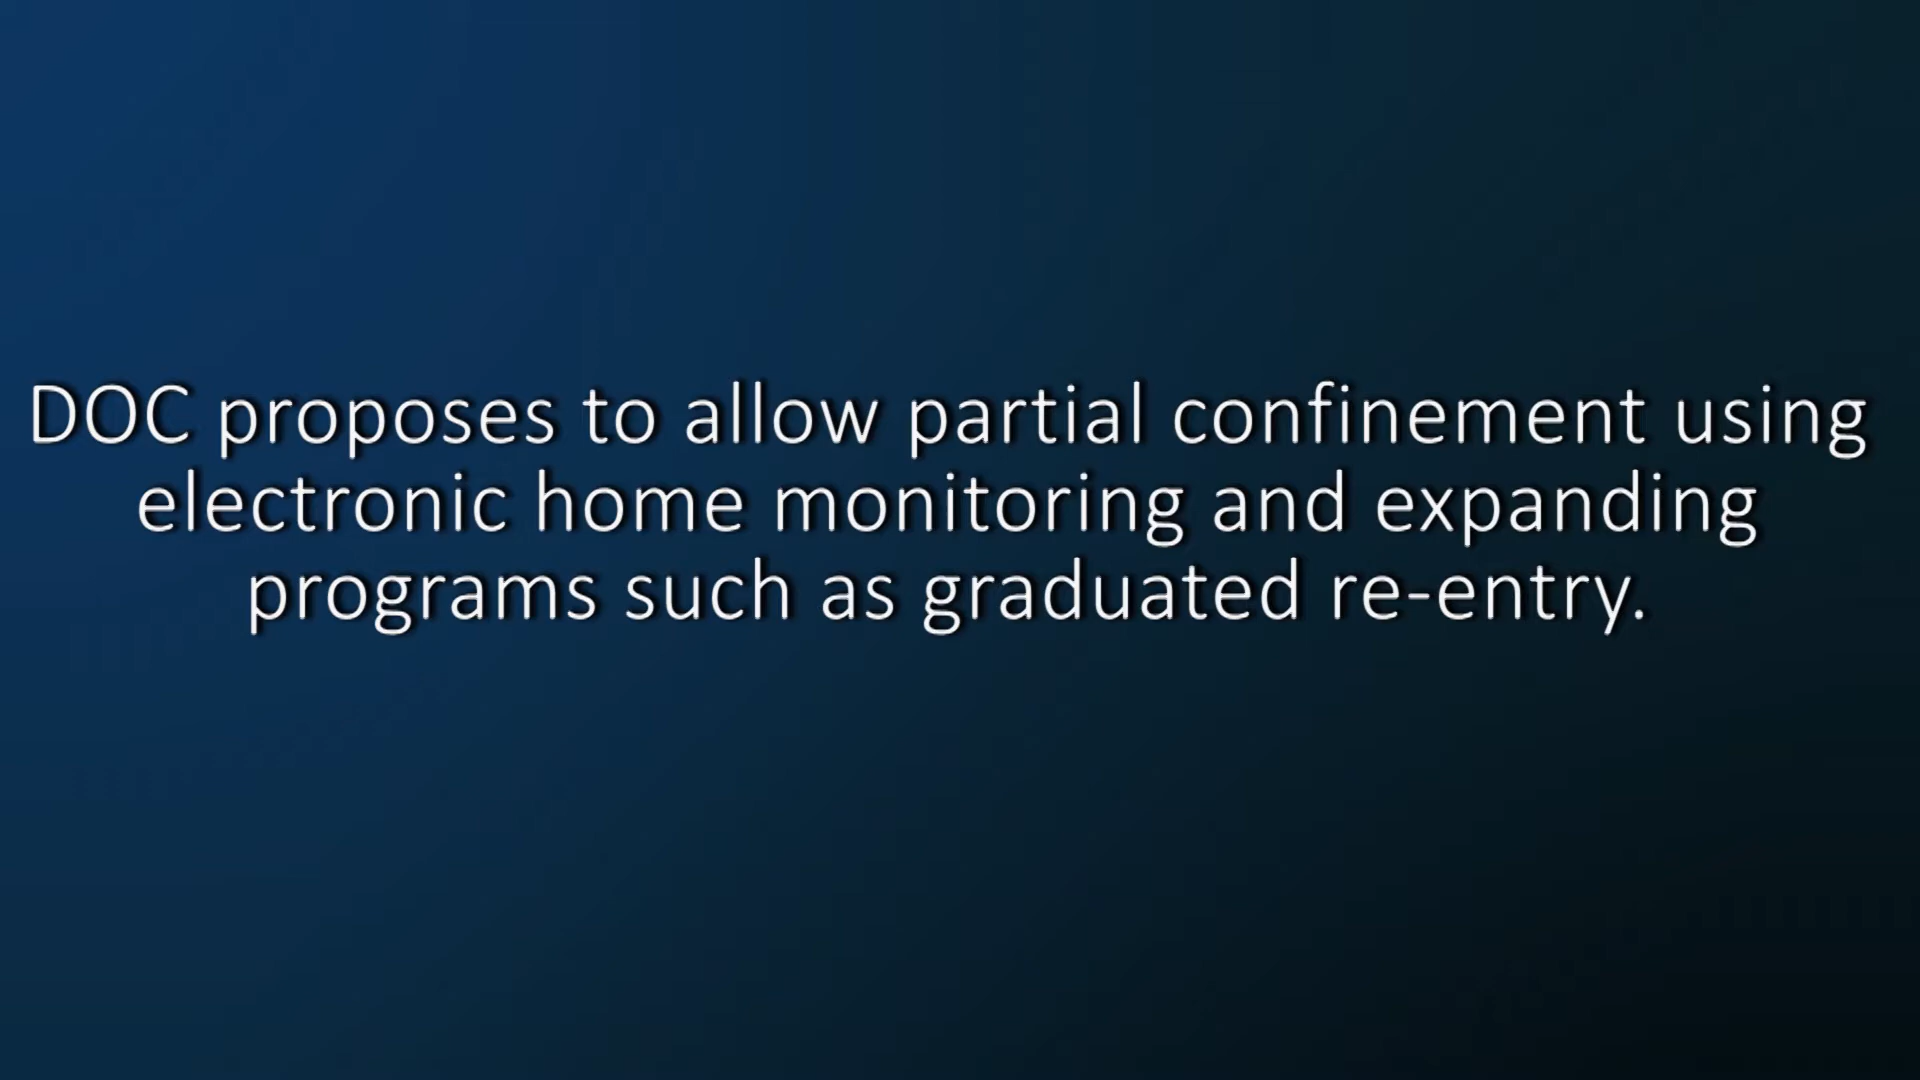 DOC proposes to allow partial confinement using
electronic home monitoring and expanding
programs such as graduated re-entry.